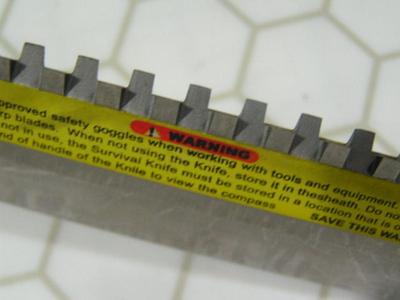 WARNING
approved safety goggles when working with tools and equipment
rp blades. When not using the Knife, store it in thesheath. Do no
not in use, the Survival Knife must be stored in a location that is
nd of handle of the Knife to view the compass SAVE THIS WA